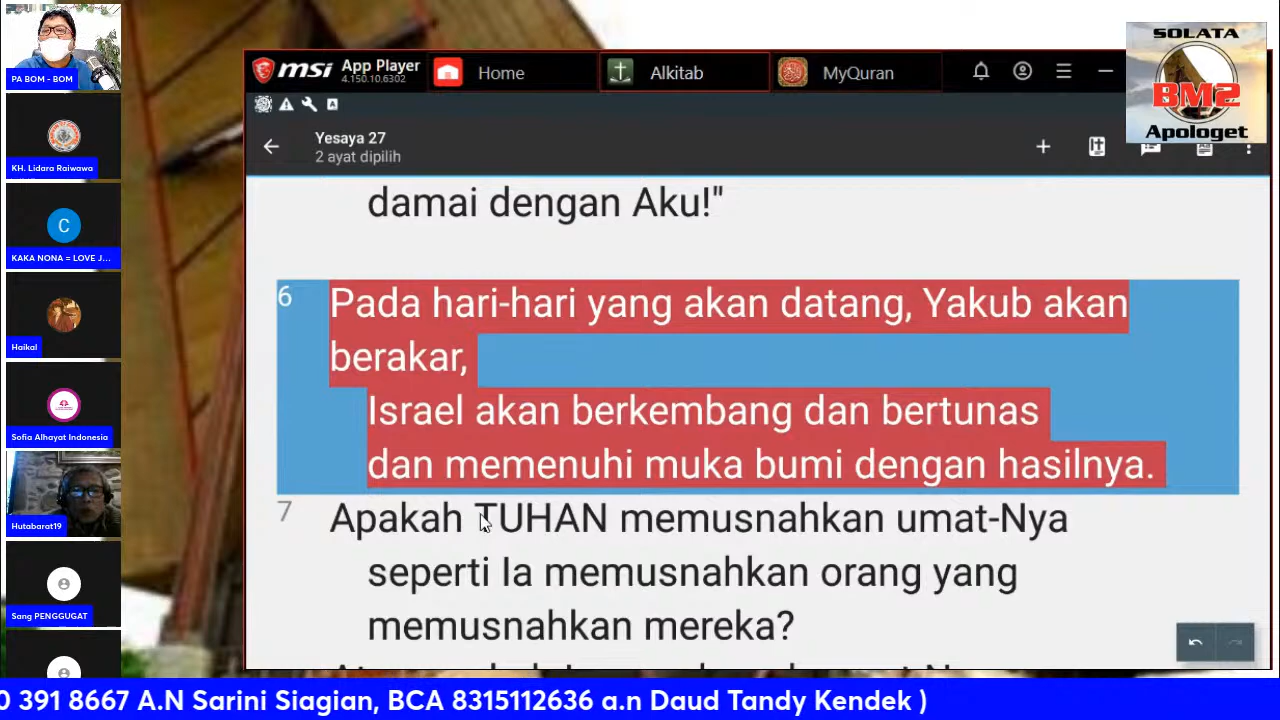 PA BOM - BOM
KH. Lidara Raiwawa
C
KAKA NONA = LOVE J...
Haikal
Sofia Alhayat Indonesia
Hutabarat19
Sang PENGGUGAT
msi App Player
4.150.10.6302
Home
Alkitab
MyQuran
SOLATA
BM2
Apologet
Yesaya 27
2 ayat dipilih
damai dengan Aku!"
6 Pada hari-hari yang akan datang, Yakub akan
berakar,
Israel akan berkembang dan bertunas
dan memenuhi muka bumi dengan hasilnya.
7 Apakah TUHAN memusnahkan umat-Nya
seperti Ia memusnahkan orang yang
memusnahkan mereka?
0 391 8667 A.N Sarini Siagian, BCA 8315112636 a.n Daud Tandy Kendek )